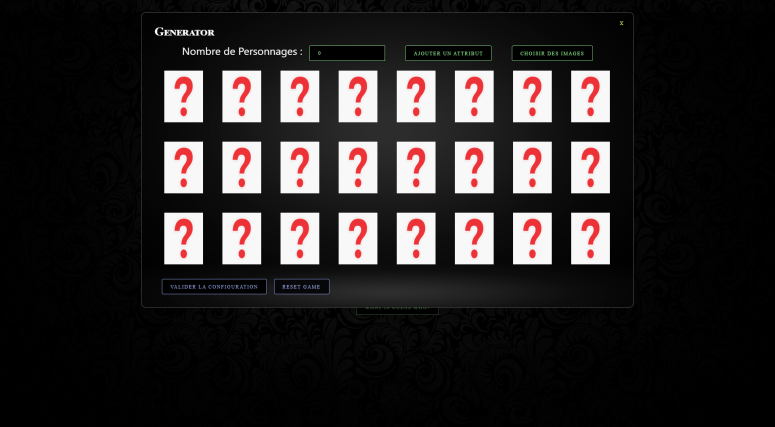 x
Generator
Nombre de Personnages : 0 AJOUTER UN ATTRIBUT CHOISIR DES IMAGES
? ? ? ? ? ? ? ?
? ? ? ? ? ? ? ?
? ? ? ? ? ? ? ?
VALIDER LA CONFIGURATION RESET GAME